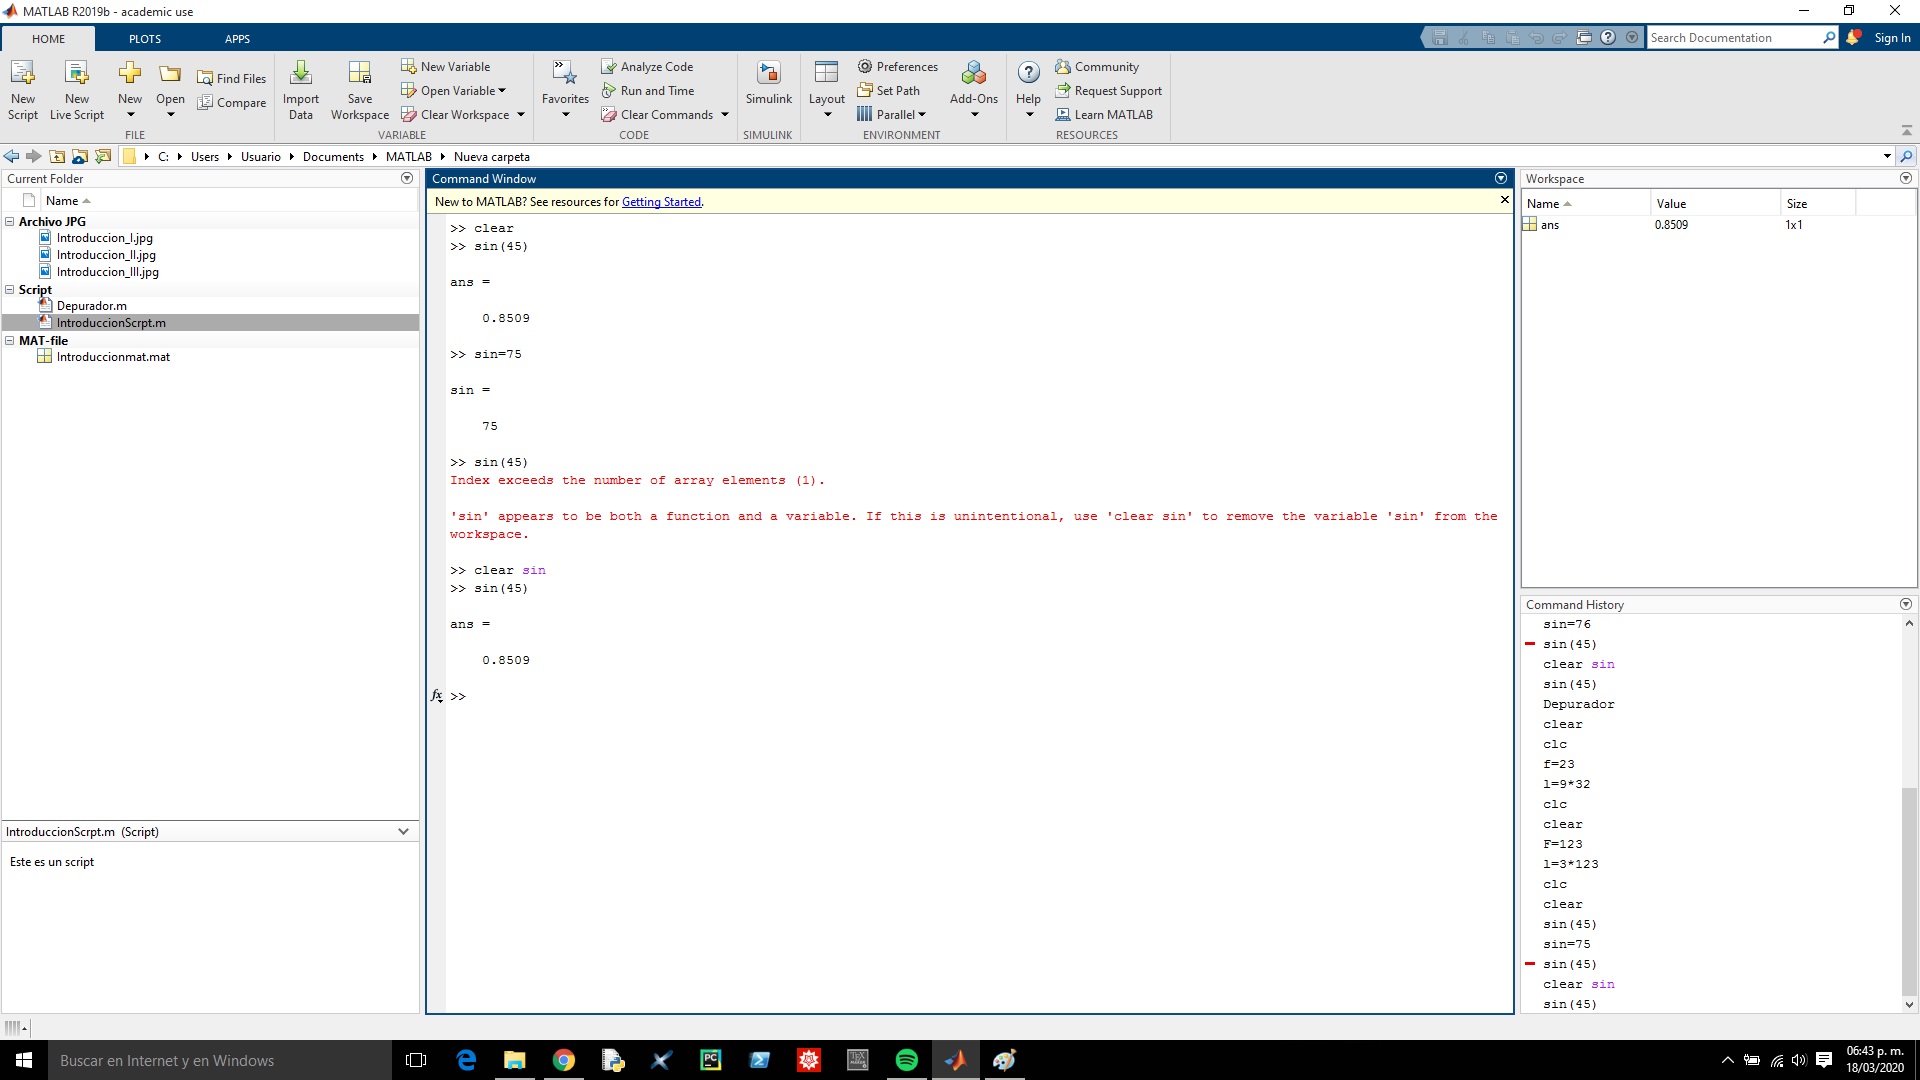 MATLAB R2019b - academic use
HOME PLOTS APPS
Search Documentation
Sign In
New Script
New Live Script
New
Open
Find Files
Compare
FILE
Import Data
Save Workspace
New Variable
Open Variable
Clear Workspace
VARIABLE
Favorites
Analyze Code
Run and Time
Clear Commands
CODE
Simulink
SIMULINK
Layout
Preferences
Set Path
Parallel
Add-Ons
ENVIRONMENT
Help
Community
Request Support
Learn MATLAB
RESOURCES
C: Users Usuario Documents MATLAB Nueva carpeta
Current Folder
Name
Archivo JPG
Introduccion_I.jpg
Introduccion_II.jpg
Introduccion_III.jpg
Script
Depurador.m
IntroduccionScrpt.m
MAT-file
Introduccionmat.mat
IntroduccionScrpt.m (Script)
Este es un script
Command Window
New to MATLAB? See resources for Getting Started.
>> clear
>> sin(45)
ans =
0.8509
>> sin=75
sin =
75
>> sin(45)
Index exceeds the number of array elements (1).
'sin' appears to be both a function and a variable. If this is unintentional, use 'clear sin' to remove the variable 'sin' from the
workspace.
>> clear sin
>> sin(45)
ans =
0.8509
fx >>
Workspace
Name Value Size
ans 0.8509 1x1
Command History
sin=76
sin(45)
clear sin
sin(45)
Depurador
clear
clc
f=23
l=9*32
clc
clear
F=123
l=3*123
clc
clear
sin(45)
sin=75
sin(45)
clear sin
sin(45)
Buscar en Internet y en Windows
PC
TEX
06:43 p. m.
18/03/2020